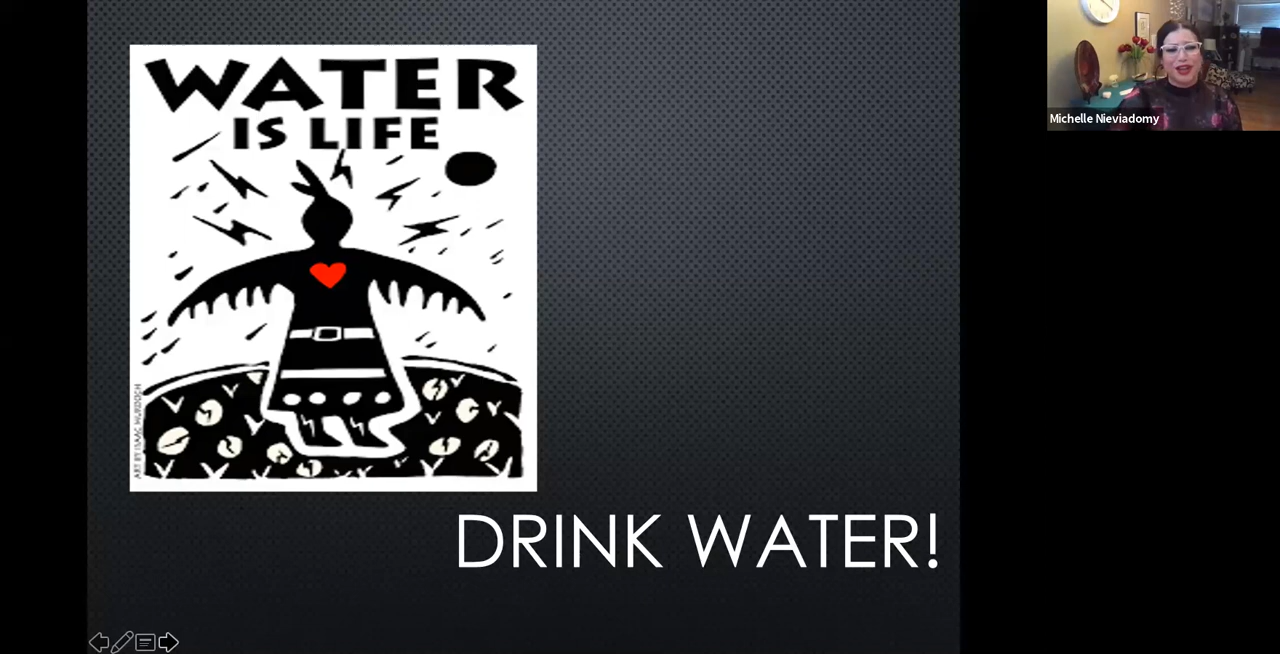 WATER
IS LIFE
ART BY ISAAC MURDOCH
DRINK WATER!
Michelle Nieviadomy